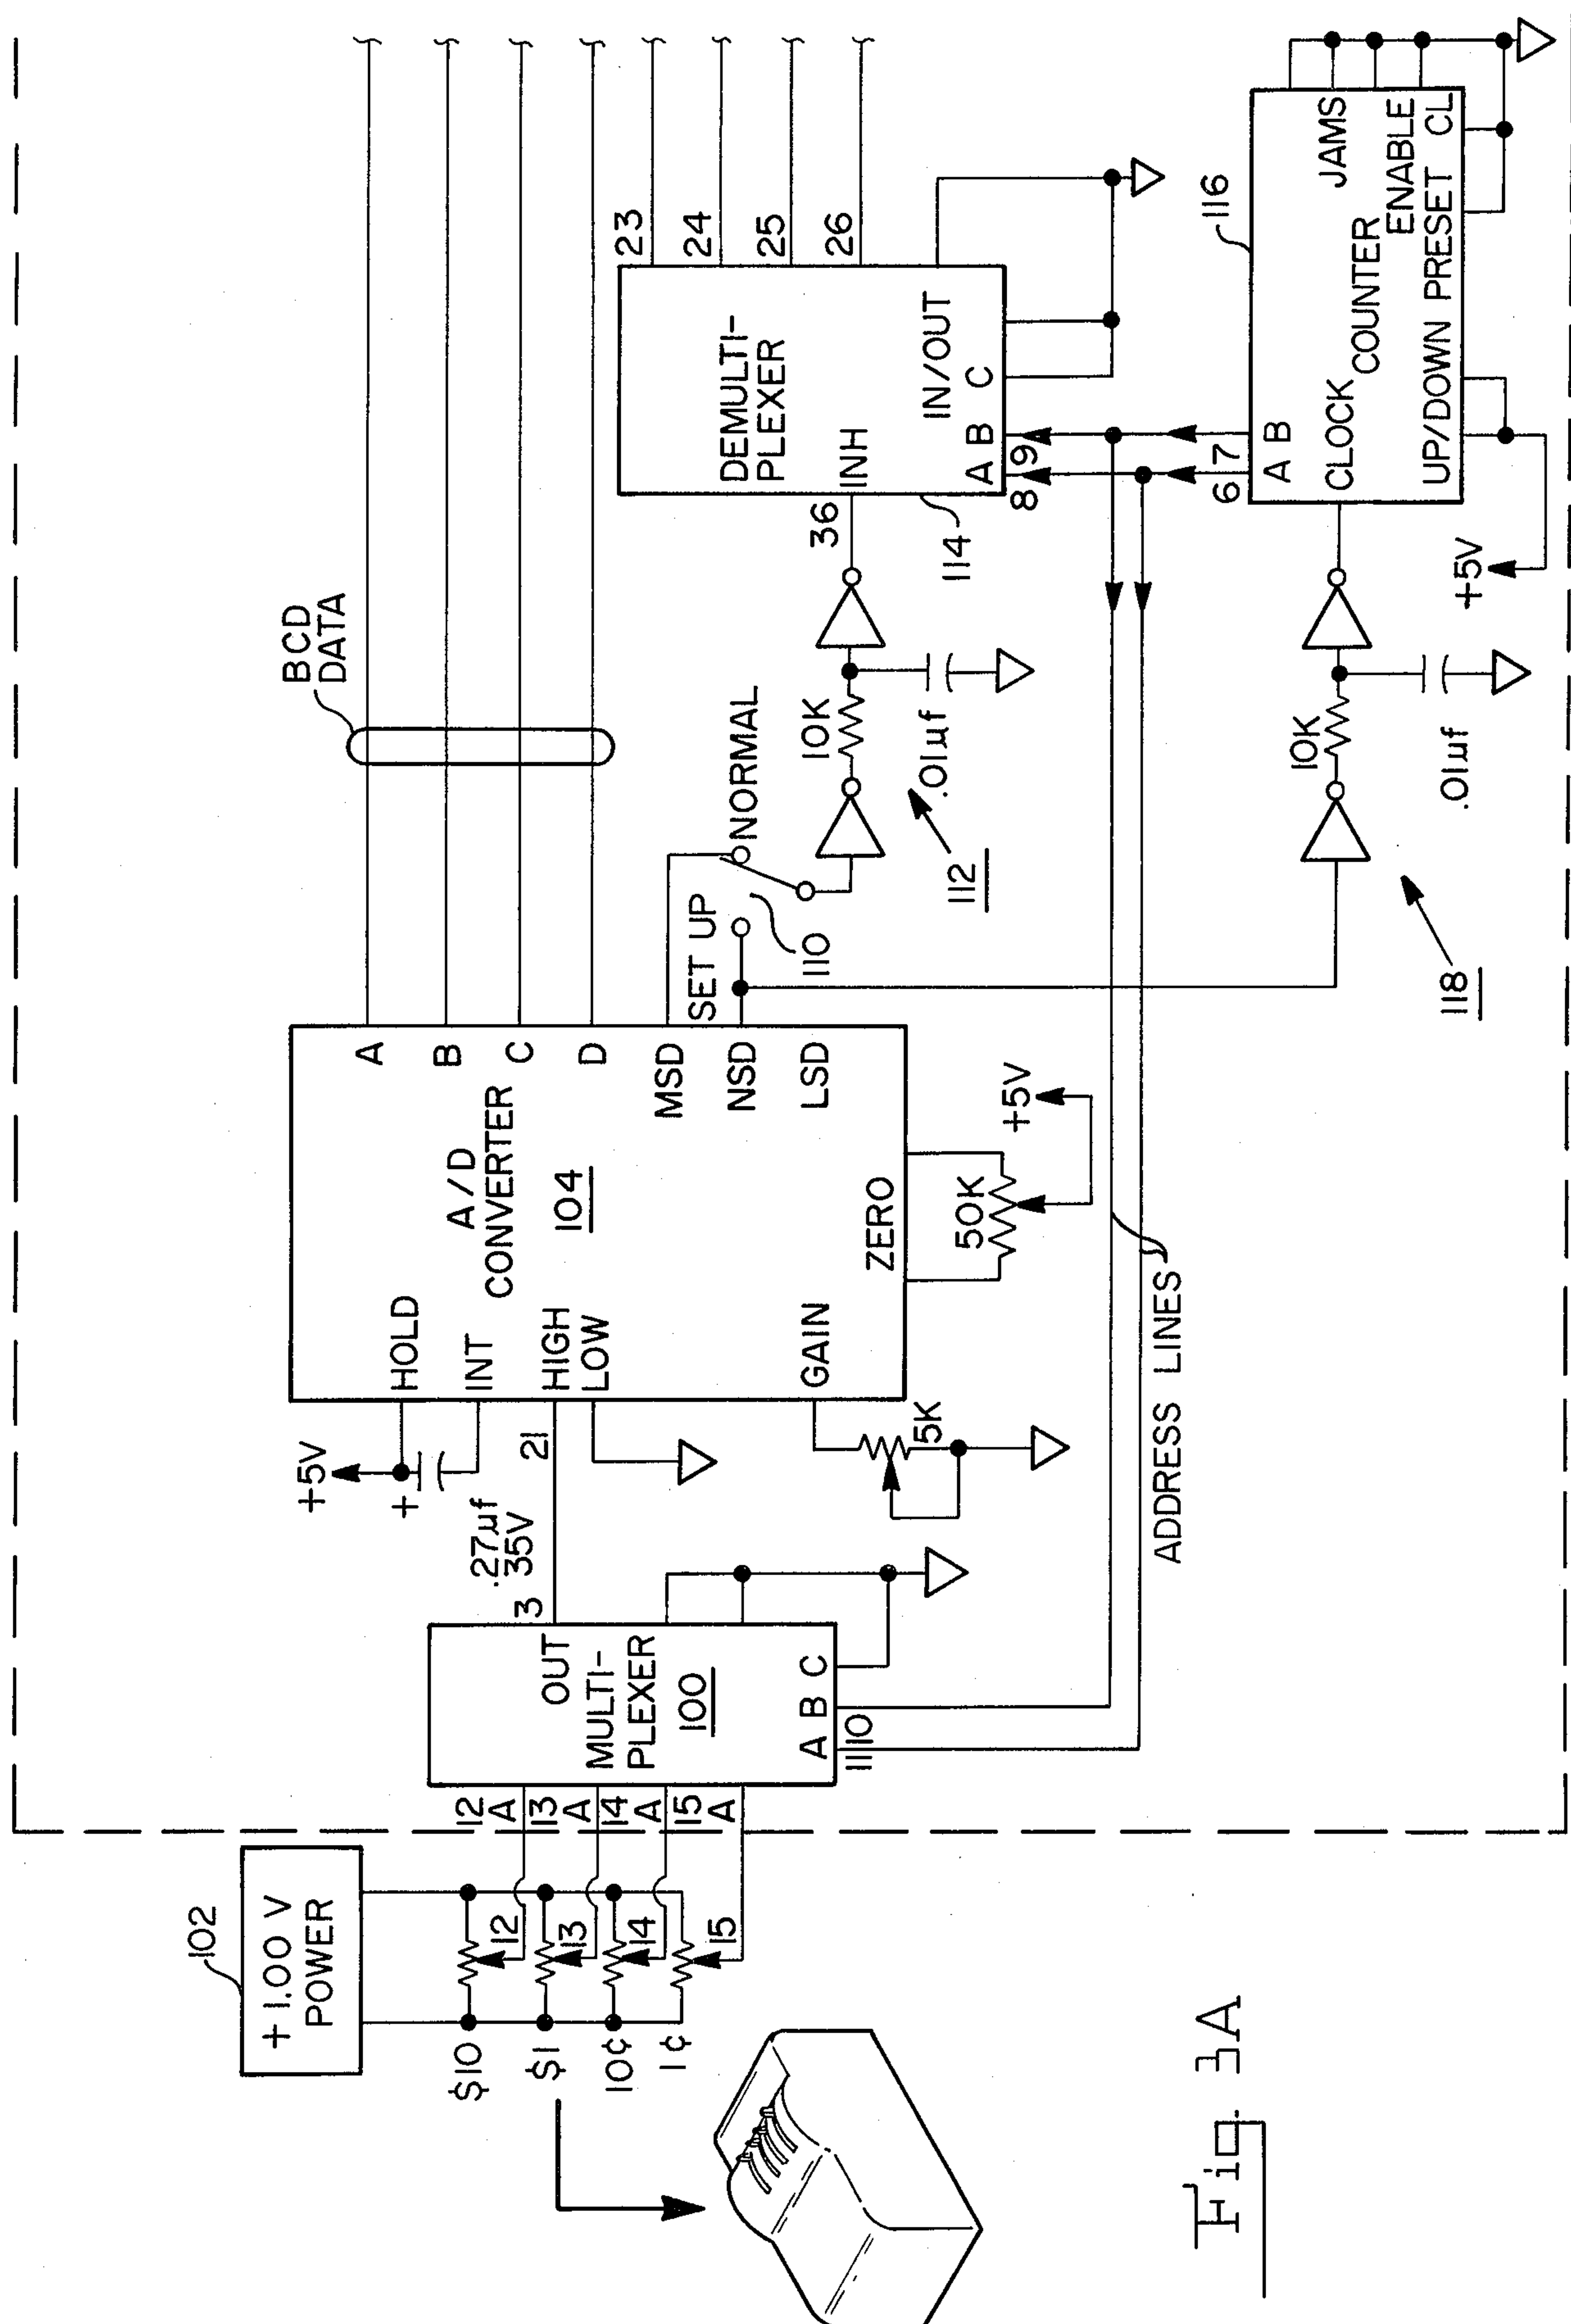 102
+ 1.00 V
POWER
$10
$1
10¢
1¢
12
13
14
15
12
A
13
A
14
A
15
A
OUT
MULTI-
PLEXER
100
A B C
11 10
3
.27µf
35V
+5V
+
21
HOLD
INT
HIGH
LOW
GAIN
ZERO
A/D
CONVERTER
104
A
B
C
D
MSD
NSD
LSD
5K
50K
+5V
BCD
DATA
SET UP
NORMAL
110
10K
.01µf
112
36
INH
DEMULTI-
PLEXER
IN/OUT
A B C
8 9
114
23
24
25
26
ADDRESS LINES
118
10K
.01µf
+5V
6 7
A B
CLOCK
COUNTER
JAMS
ENABLE
UP/DOWN PRESET CL
116
Fig. 1A